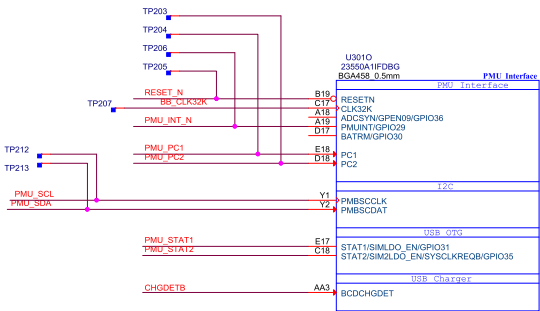 TP203
TP204
TP206
TP205
U301O
23550A1IFDBG
BGA458_0.5mm
PMU Interface
PMU Interface
RESET_N
B19
RESETN
TP207
BB_CLK32K
C17
CLK32K
A18
ADCSYN/GPEN09/GPIO36
PMU_INT_N
A19
PMUINT/GPIO29
D17
BATRM/GPIO30
TP212
PMU_PC1
E18
PC1
PMU_PC2
D18
PC2
TP213
I2C
PMU_SCL
Y1
PMBSCCLK
PMU_SDA
Y2
PMBSCDAT
USB OTG
PMU_STAT1
E17
STAT1/SIMLDO_EN/GPIO31
PMU_STAT2
C18
STAT2/SIM2LDO_EN/SYSCLKREQB/GPIO35
USB Charger
CHGDETB
AA3
BCDCHGDET